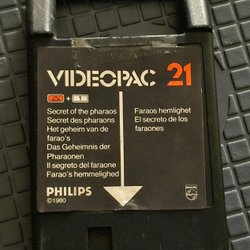 VIDEOPAC 21
+
Secret of the pharaos
Secret des pharaons
Het geheim van de
farao's
Das Geheimnis der
Pharaonen
Il segreto del faraone
Farao's hemmelighed
Faraos hemlighet
El secreto de los
faraones
PHILIPS
©1980